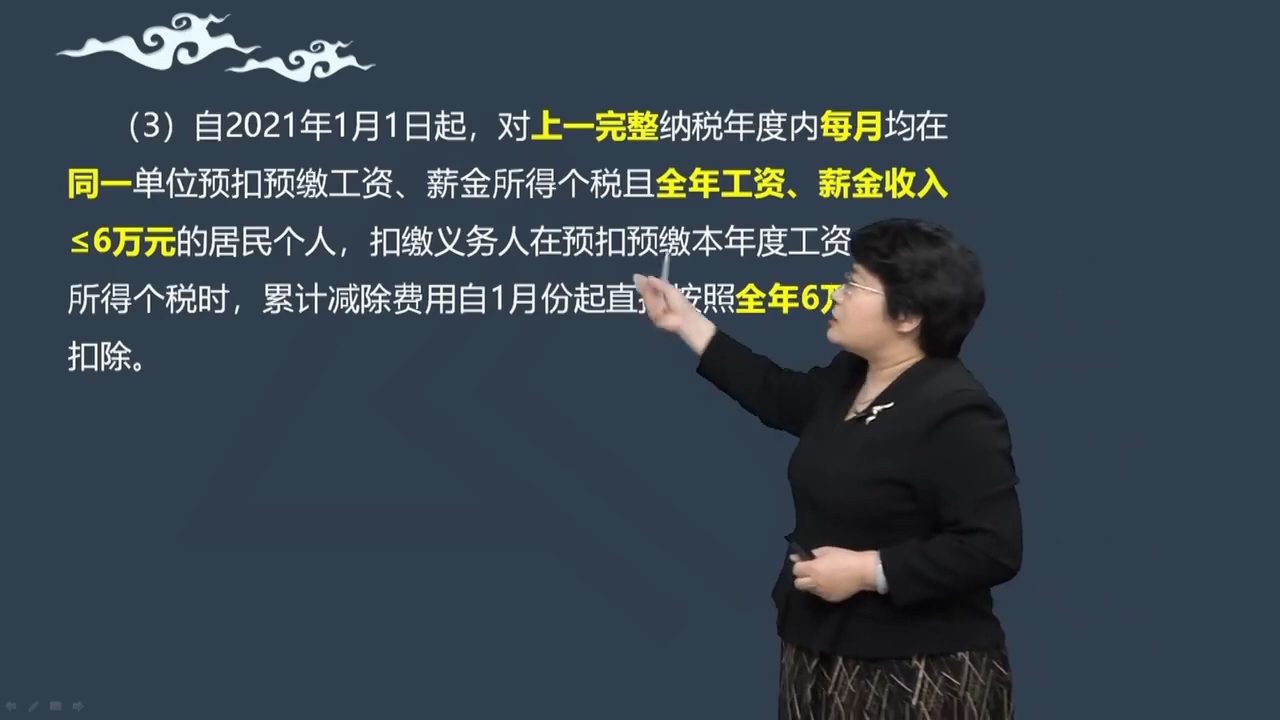 （3）自2021年1月1日起，对上一完整纳税年度内每月均在
同一单位预扣预缴工资、薪金所得个税且全年工资、薪金收入
≤6万元的居民个人，扣缴义务人在预扣预缴本年度工资
所得个税时，累计减除费用自1月份起直接按照全年6万
扣除。